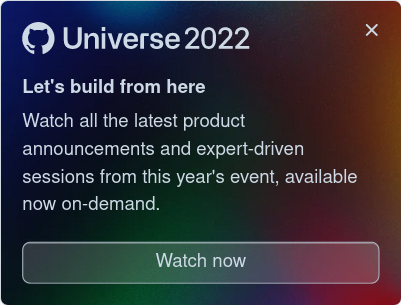 Universe 2022
Let's build from here
Watch all the latest product
announcements and expert-driven
sessions from this year's event, available
now on-demand.
Watch now